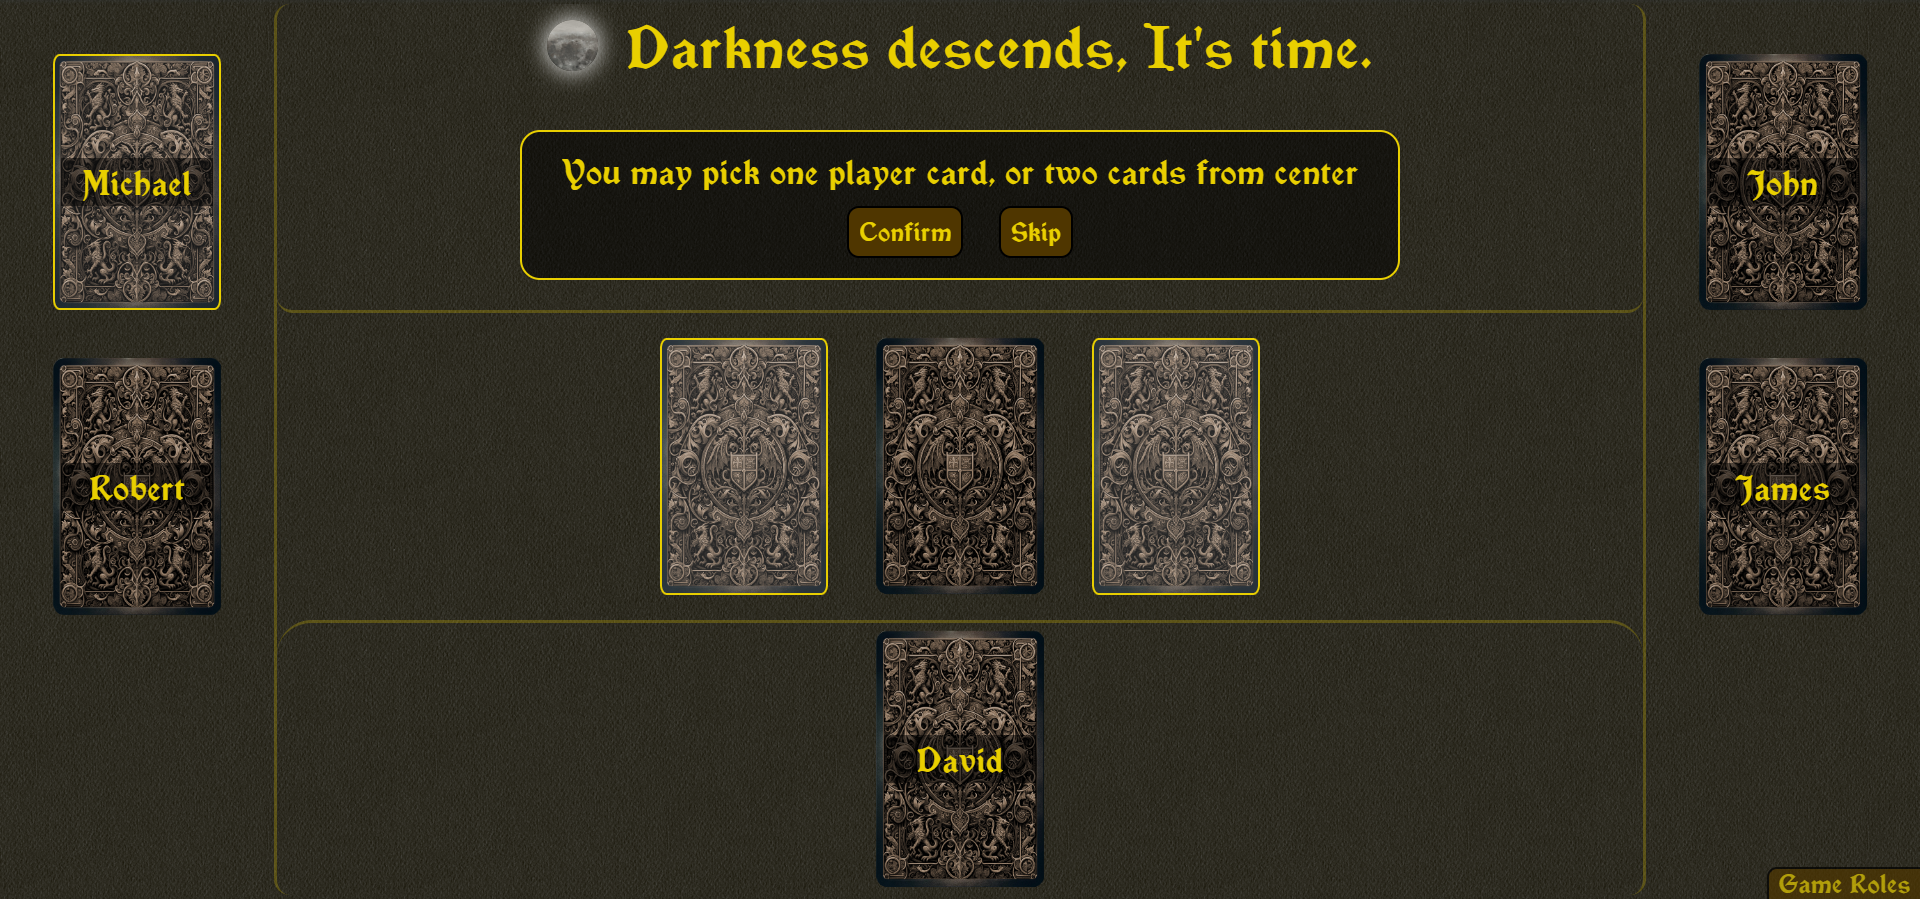 Darkness descends, It's time.
You may pick one player card, or two cards from center
Confirm
Skip
Michael
Robert
John
James
David
Game Roles